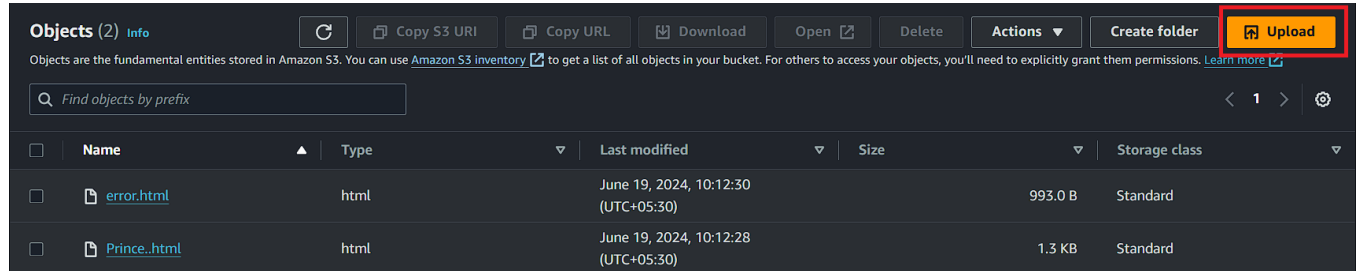 Objects (2) Info Copy S3 URI Copy URL Download Open Delete Actions Create folder Upload
Objects are the fundamental entities stored in Amazon S3. You can use Amazon S3 inventory to get a list of all objects in your bucket. For others to access your objects, you'll need to explicitly grant them permissions. Learn more
Find objects by prefix 1
Name Type Last modified Size Storage class
error.html html June 19, 2024, 10:12:30 993.0 B Standard
(UTC+05:30)
Prince..html html June 19, 2024, 10:12:28 1.3 KB Standard
(UTC+05:30)